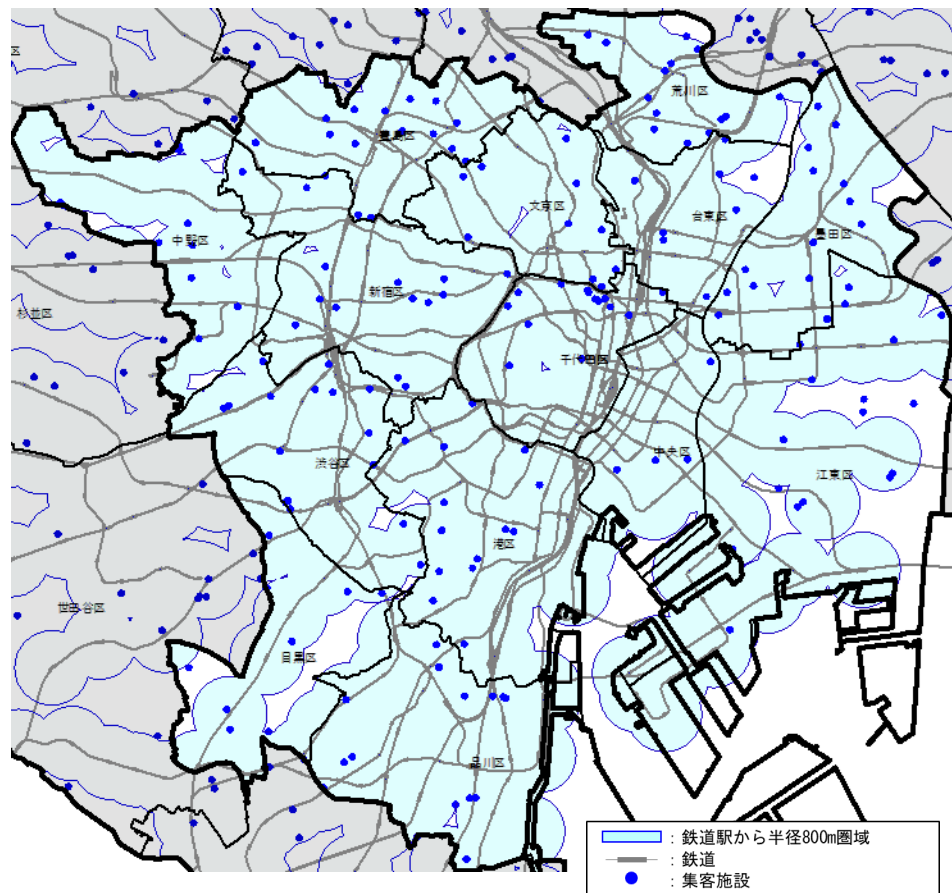 区
荒川区
豊島区
文京区
台東区
中野区
墨田区
新宿区
杉並区
千代田区
中央区
渋谷区
江東区
港区
世田谷区
目黒区
品川区
：鉄道駅から半径800m圏域
：鉄道
：集客施設